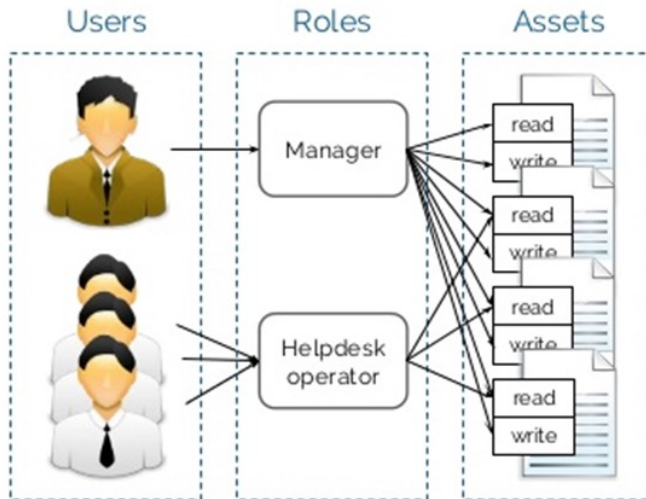 Users
Roles
Assets
Manager
Helpdesk
operator
read
write
read
write
read
write
read
write